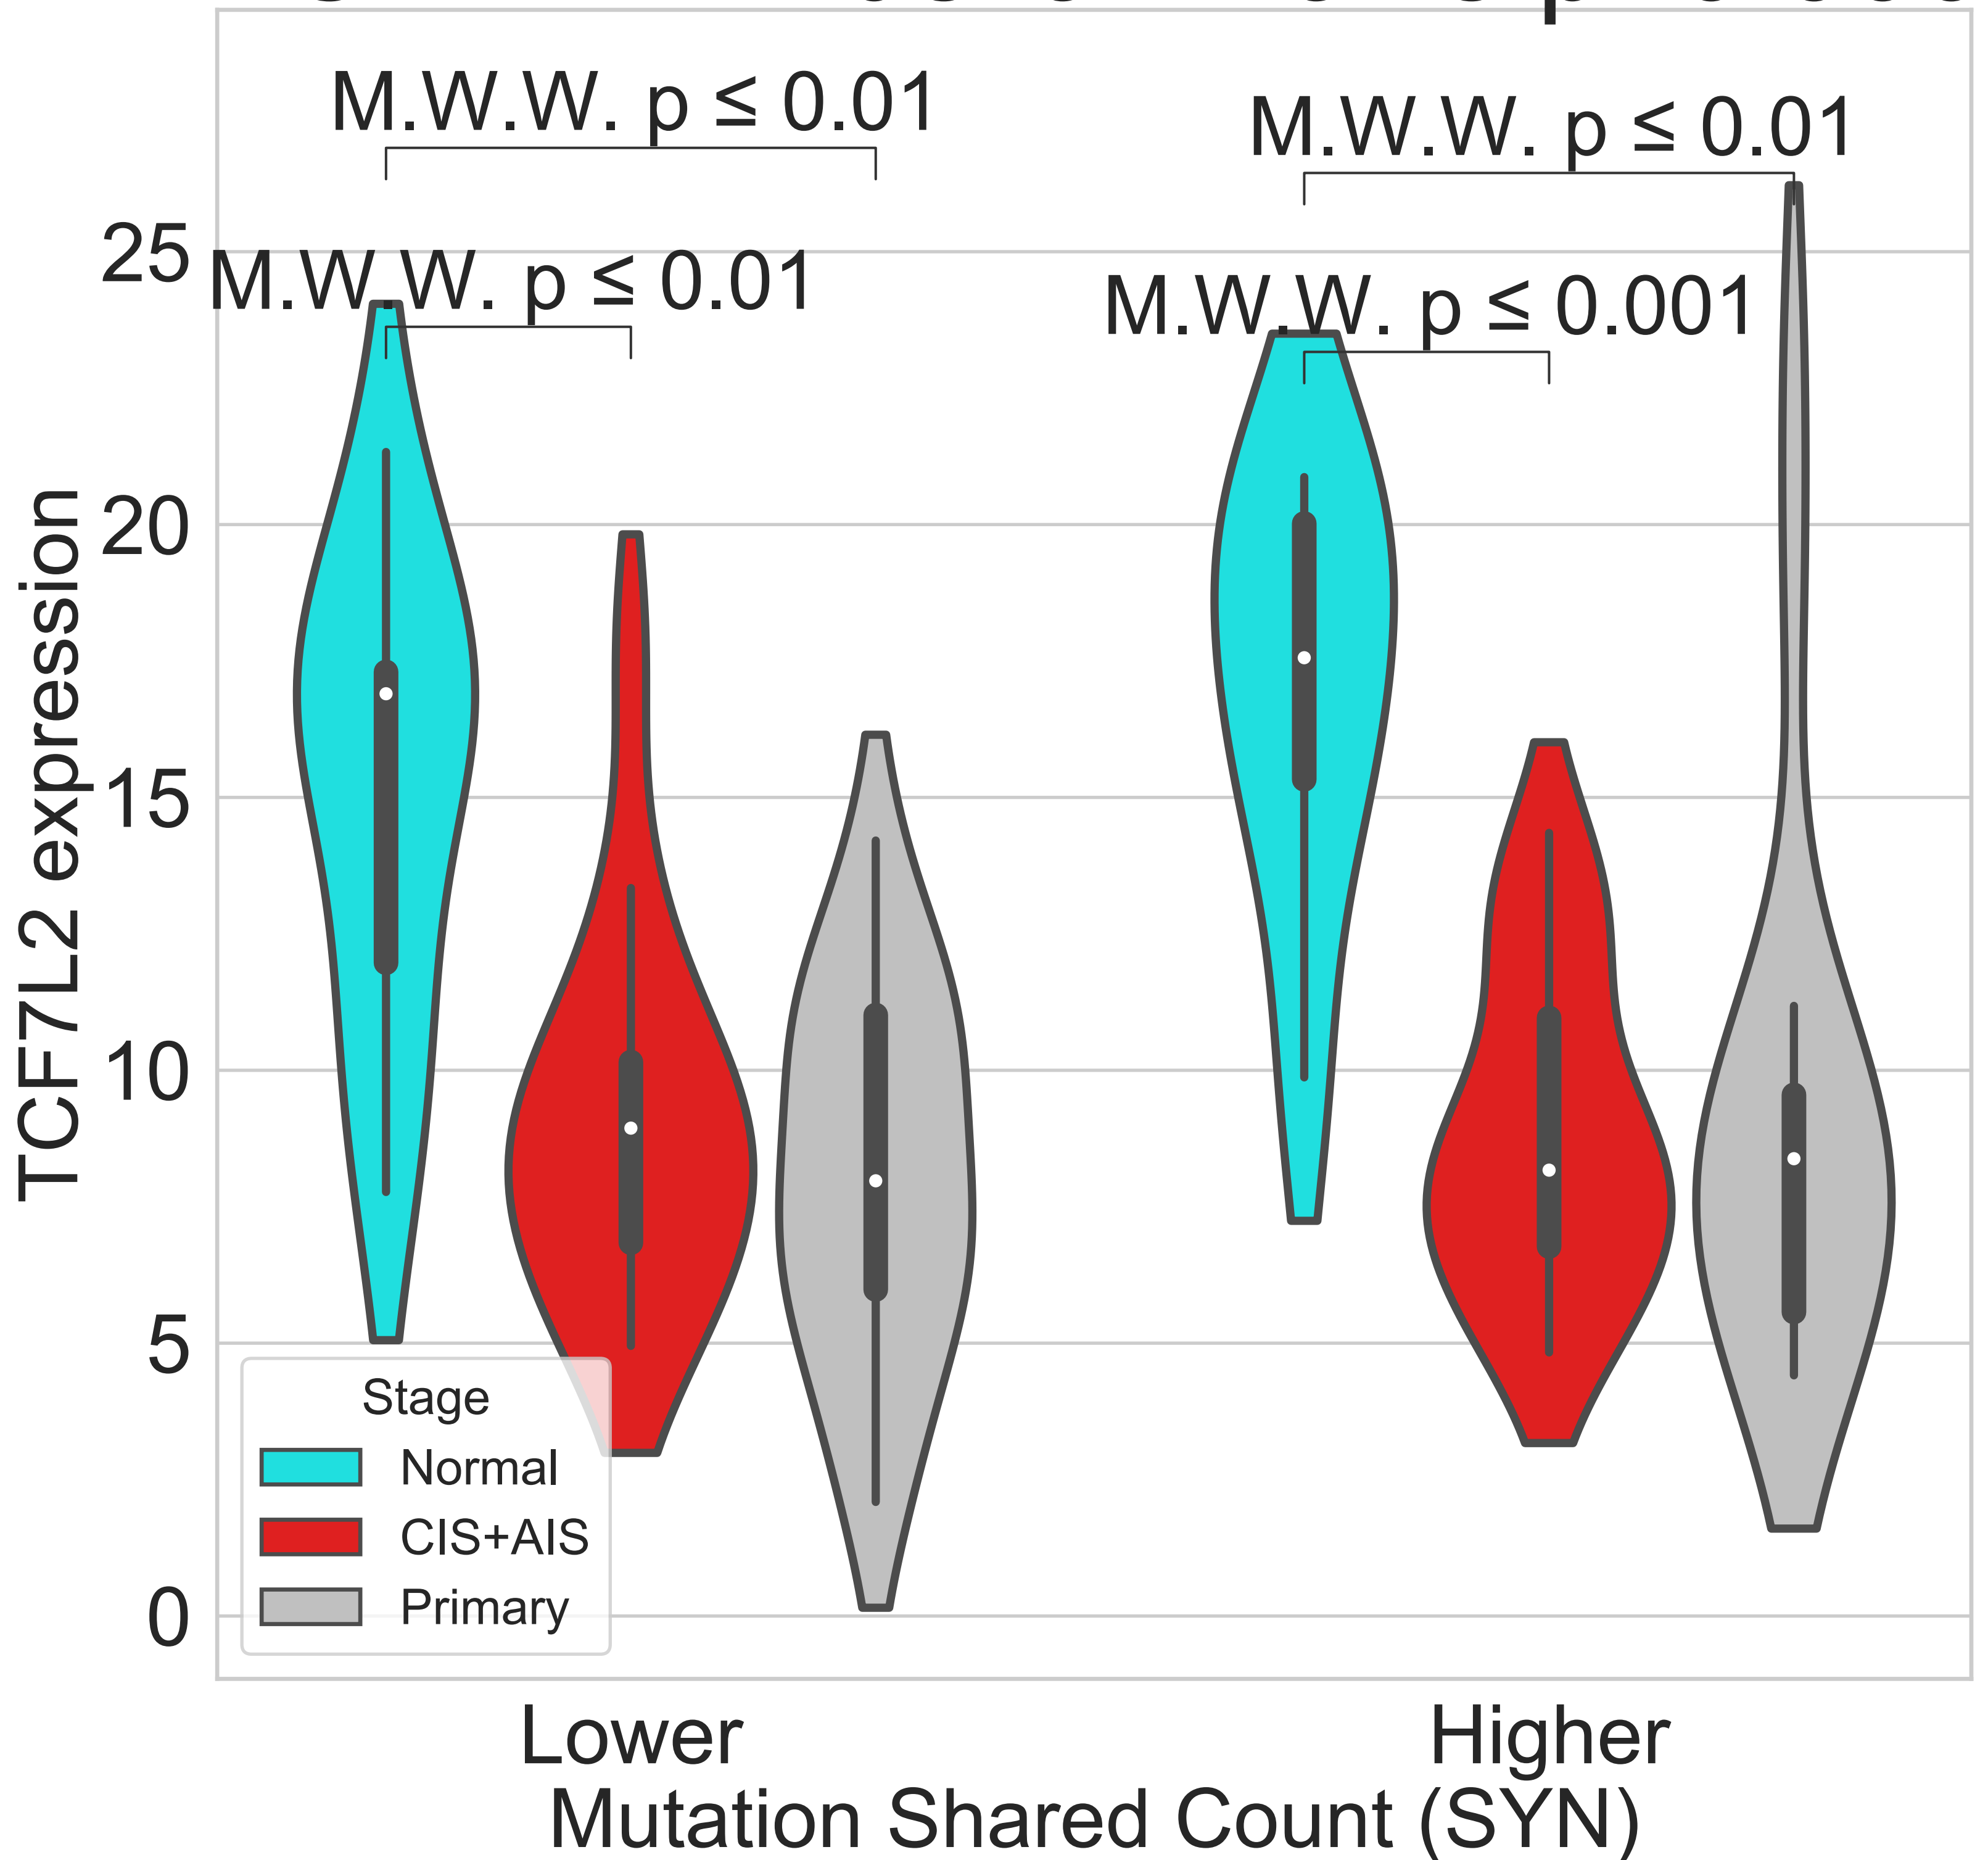 M.W.W. p ≤ 0.01
M.W.W. p ≤ 0.01
M.W.W. p ≤ 0.01
M.W.W. p ≤ 0.001
25
20
15
10
5
0
TCF7L2 expression
Stage
Normal
CIS+AIS
Primary
Lower
Higher
Mutation Shared Count (SYN)